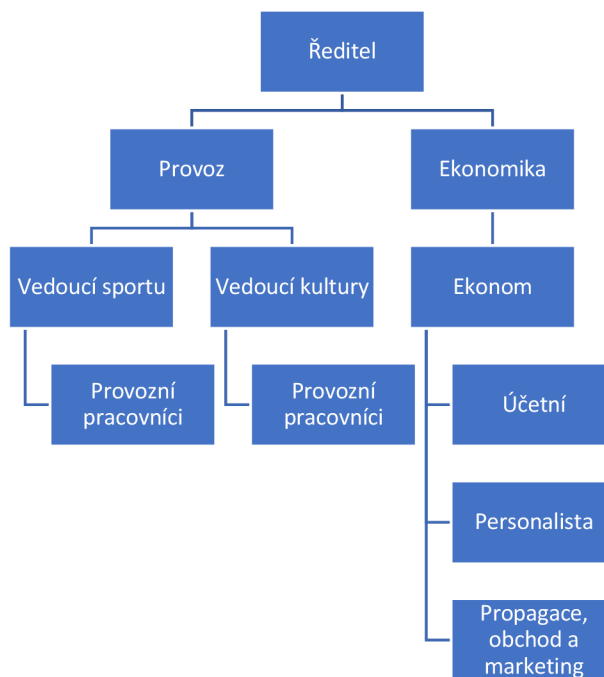 Ředitel
Provoz
Ekonomika
Vedoucí sportu
Vedoucí kultury
Ekonom
Provozní
pracovníci
Provozní
pracovníci
Účetní
Personalista
Propagace,
obchod a
marketing